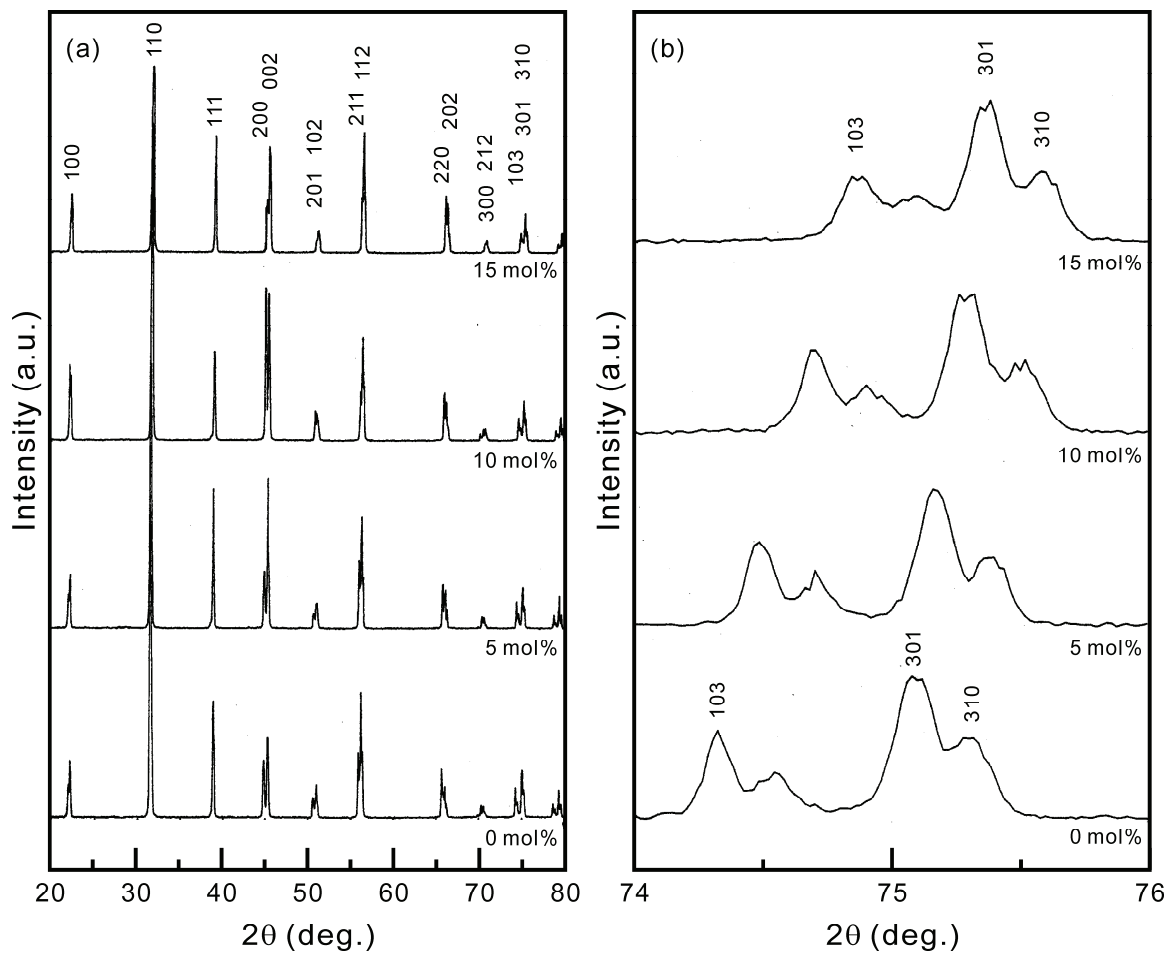 (a)
100
110
111
200
002
201
102
211
112
220
202
300
212
103
301
310
15 mol%
10 mol%
5 mol%
0 mol%
20 30 40 50 60 70 80
2θ (deg.)
Intensity (a.u.)
(b)
103
301
310
15 mol%
10 mol%
5 mol%
103
301
310
0 mol%
74 75 76
2θ (deg.)
Intensity (a.u.)